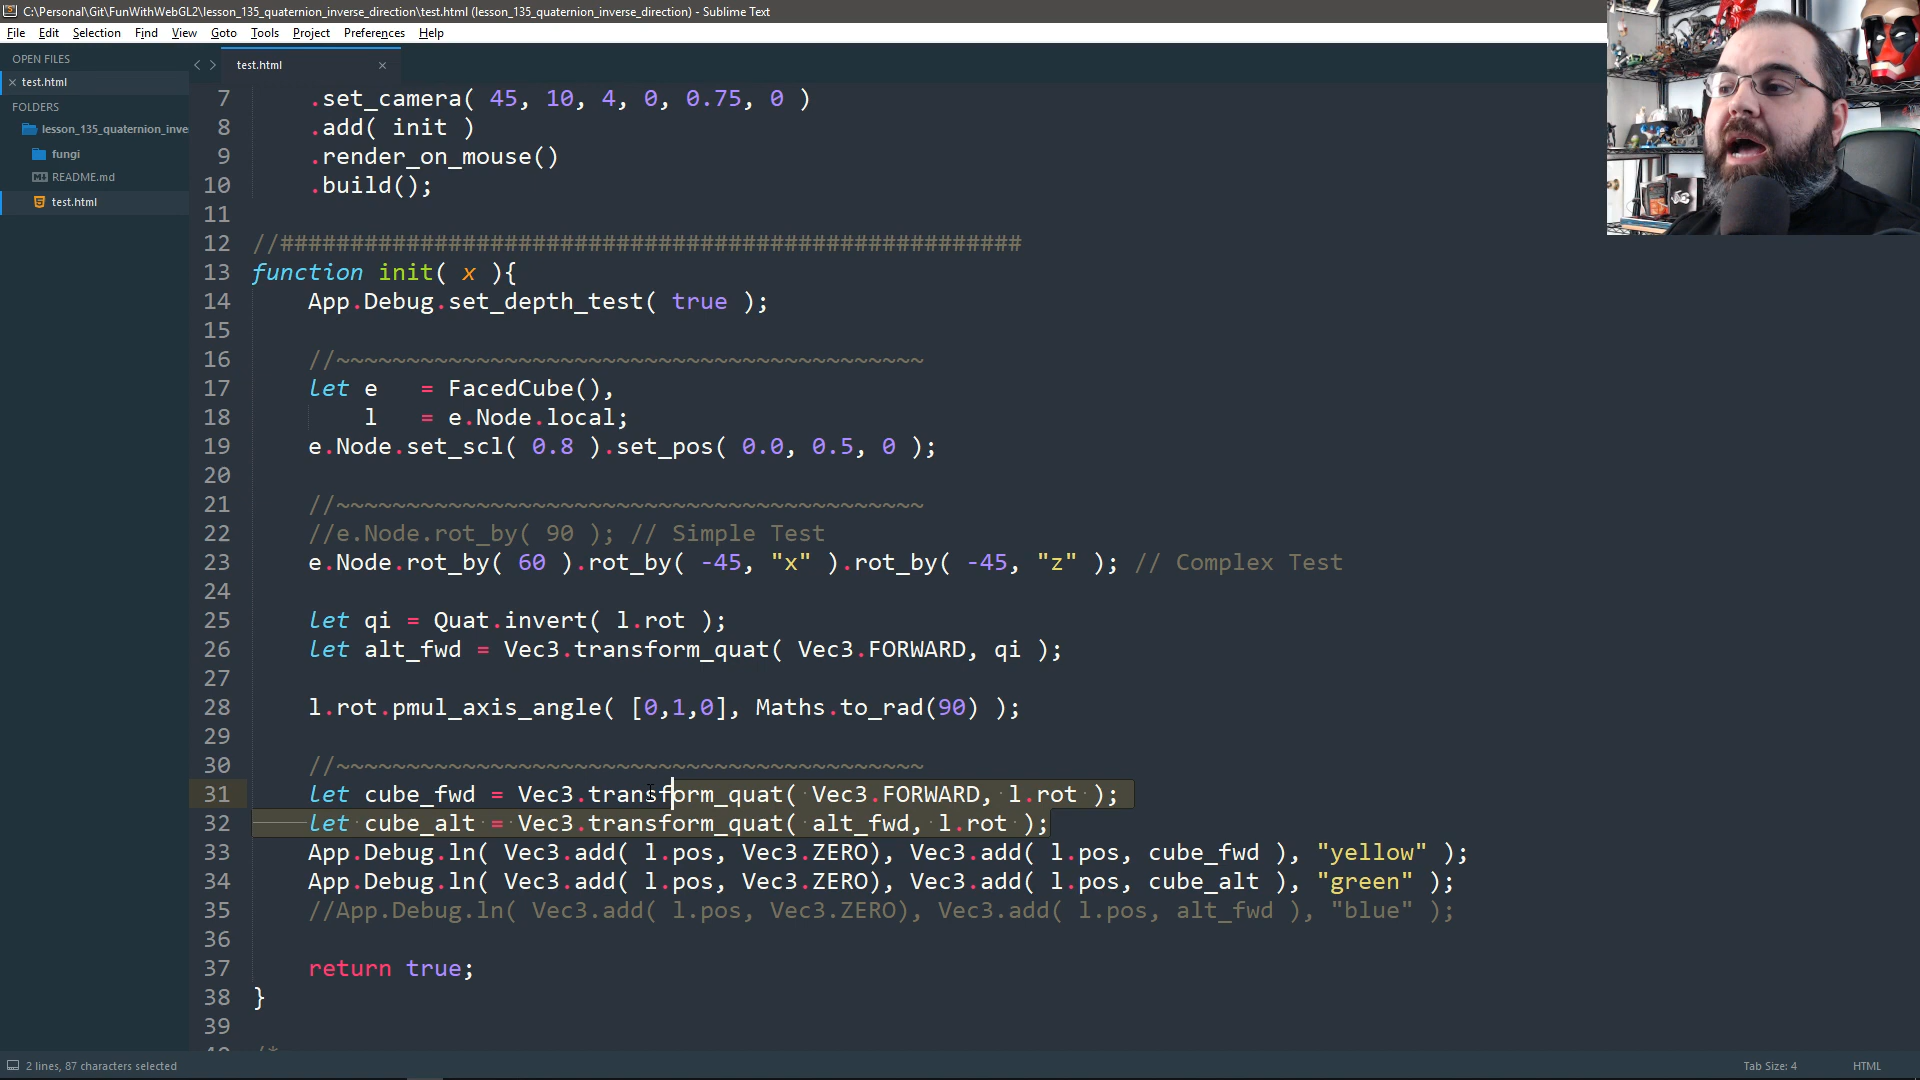 C:\Personal\Git\FunWithWebGL2\lesson_135_quaternion_inverse_direction\test.html (lesson_135_quaternion_inverse_direction) - Sublime Text
File Edit Selection Find View Goto Tools Project Preferences Help
OPEN FILES
test.html
FOLDERS
lesson_135_quaternion_inve
fungi
README.md
test.html
test.html
7 .set_camera( 45, 10, 4, 0, 0.75, 0 )
8 .add( init )
9 .render_on_mouse()
10 .build();
11
12 //#####################################################
13 function init( x ){
14 App.Debug.set_depth_test( true );
15
16 //~~~~~~~~~~~~~~~~~~~~~~~~~~~~~~~~~~~~~~~~~~
17 let e = FacedCube(),
18 l = e.Node.local;
19 e.Node.set_scl( 0.8 ).set_pos( 0.0, 0.5, 0 );
20
21 //~~~~~~~~~~~~~~~~~~~~~~~~~~~~~~~~~~~~~~~~~~
22 //e.Node.rot_by( 90 ); // Simple Test
23 e.Node.rot_by( 60 ).rot_by( -45, "x" ).rot_by( -45, "z" ); // Complex Test
24
25 let qi = Quat.invert( l.rot );
26 let alt_fwd = Vec3.transform_quat( Vec3.FORWARD, qi );
27
28 l.rot.pmul_axis_angle( [0,1,0], Maths.to_rad(90) );
29
30 //~~~~~~~~~~~~~~~~~~~~~~~~~~~~~~~~~~~~~~~~~~
31 let cube_fwd = Vec3.transform_quat( Vec3.FORWARD, l.rot );
32 let cube_alt = Vec3.transform_quat( alt_fwd, l.rot );
33 App.Debug.ln( Vec3.add( l.pos, Vec3.ZERO), Vec3.add( l.pos, cube_fwd ), "yellow" );
34 App.Debug.ln( Vec3.add( l.pos, Vec3.ZERO), Vec3.add( l.pos, cube_alt ), "green" );
35 //App.Debug.ln( Vec3.add( l.pos, Vec3.ZERO), Vec3.add( l.pos, alt_fwd ), "blue" );
36
37 return true;
38 }
39
2 lines, 87 characters selected
Tab Size: 4
HTML